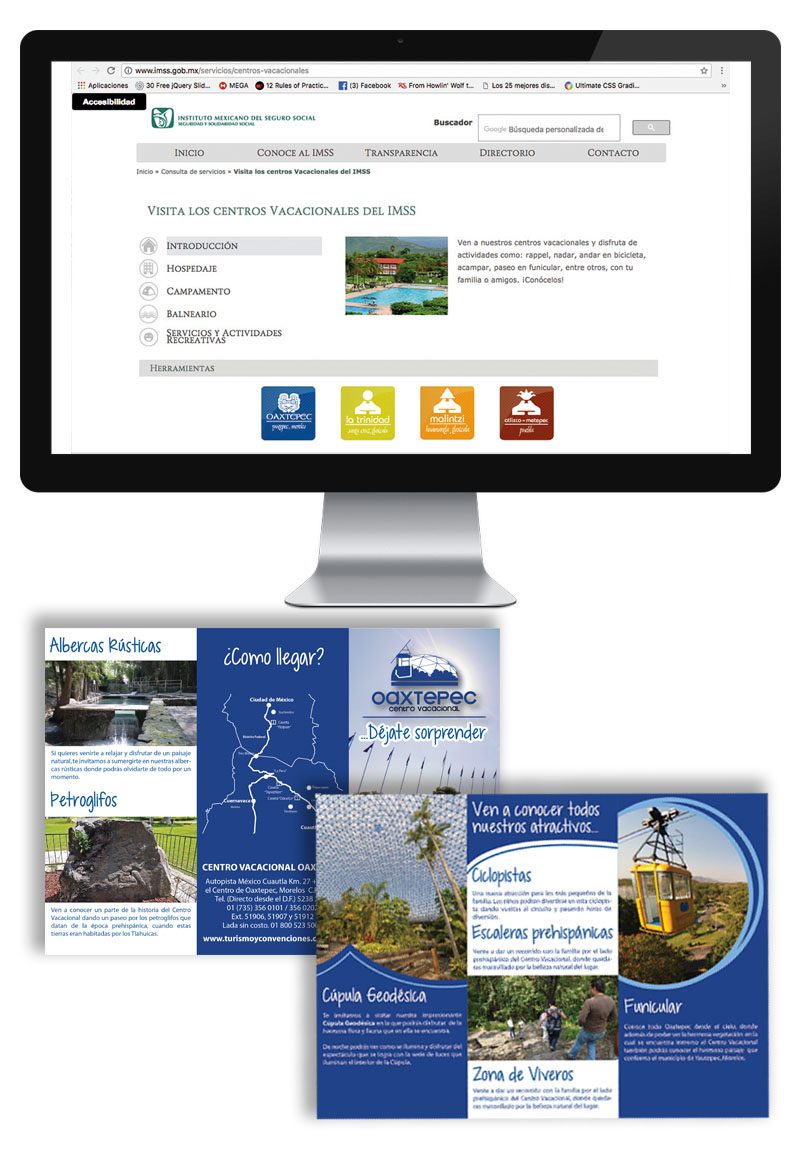 www.imss.gob.mx/servicios/centros-vacacionales
Aplicaciones 30 Free jQuery Slid... MEGA 12 Rules of Practic... (3) Facebook From Howlin' Wolf t... Los 25 mejores dis... Ultimate CSS Gradi... »
Accesibilidad
INSTITUTO MEXICANO DEL SEGURO SOCIAL
SEGURIDAD Y SOLIDARIDAD SOCIAL
Buscador
Google Búsqueda personalizada de
INICIO CONOCE AL IMSS TRANSPARENCIA DIRECTORIO CONTACTO
Inicio » Consulta de servicios » Visita los centros Vacacionales del IMSS
VISITA LOS CENTROS VACACIONALES DEL IMSS
INTRODUCCIÓN
HOSPEDAJE
CAMPAMENTO
BALNEARIO
SERVICIOS Y ACTIVIDADES
RECREATIVAS
Ven a nuestros centros vacacionales y disfruta de
actividades como: rappel, nadar, andar en bicicleta,
acampar, paseo en funicular, entre otros, con tu
familia o amigos. ¡Conócelos!
HERRAMIENTAS
OAXTEPEC
la trinidad
malintzi
atlixco - metepec
puebla
Albercas Rústicas
Si quieres venirte a relajar y disfrutar de un paisaje
natural, te invitamos a sumergirte en nuestras alber-
cas rústicas donde podrás olvidarte de todo por un
momento.
Petroglifos
Ven a conocer un parte de la historia del Centro
Vacacional dando un paseo por los petroglifos que
datan de la época prehispánica, cuando estas
tierras eran habitadas por los Tlahuicas.
¿Como llegar?
Ciudad de México
Distrito Federal
Cuernavaca
CENTRO VACACIONAL OAX
Autopista México Cuautla Km. 27 +
el Centro de Oaxtepec, Morelos C.
Tel. (Directo desde el D.F.) 5238
01 (735) 356 0101 / 356 020
Ext. 51906, 51907 y 51912
Lada sin costo. 01 800 523 50
www.turismoyconvenciones.c
oaxtepec
centro vacacional
...Déjate sorprender
Cúpula Geodésica
Te invitamos a visitar nuestra impresionante
Cúpula Geodésica en la que podrás disfrutar de la
hermosa flora y fauna que en ella se encuentra.
De noche podrás ver como se ilumina y disfrutar del
espectáculo que se logra con la serie de luces que
iluminan el interior de la Cúpula.
Ven a conocer todos
nuestros atractivos...
Ciclopistas
Una nueva atracción para los más pequeños de la
familia. Los niños podrán divertirse en esta ciclopis-
ta dando vueltas al circuito y pasando horas de
diversión.
Escaleras prehispánicas
Vente a dar un recorrido con la familia por el lado
prehispánico del Centro Vacacional, donde queda-
ras maravillado por la belleza natural del lugar.
Zona de Viveros
Vente a dar un recorrido con la familia por el lado
prehispánico del Centro Vacacional, donde queda-
ras maravillado por la belleza natural del lugar.
Funicular
Conoce todo Oaxtepec desde el cielo, donde
además de poder ver la hermosa vegetación en la
cual se encuentra inmerso el Centro Vacacional
también podrás conocer el hermoso paisaje que
conforma el municipio de Yautepec, Morelos.